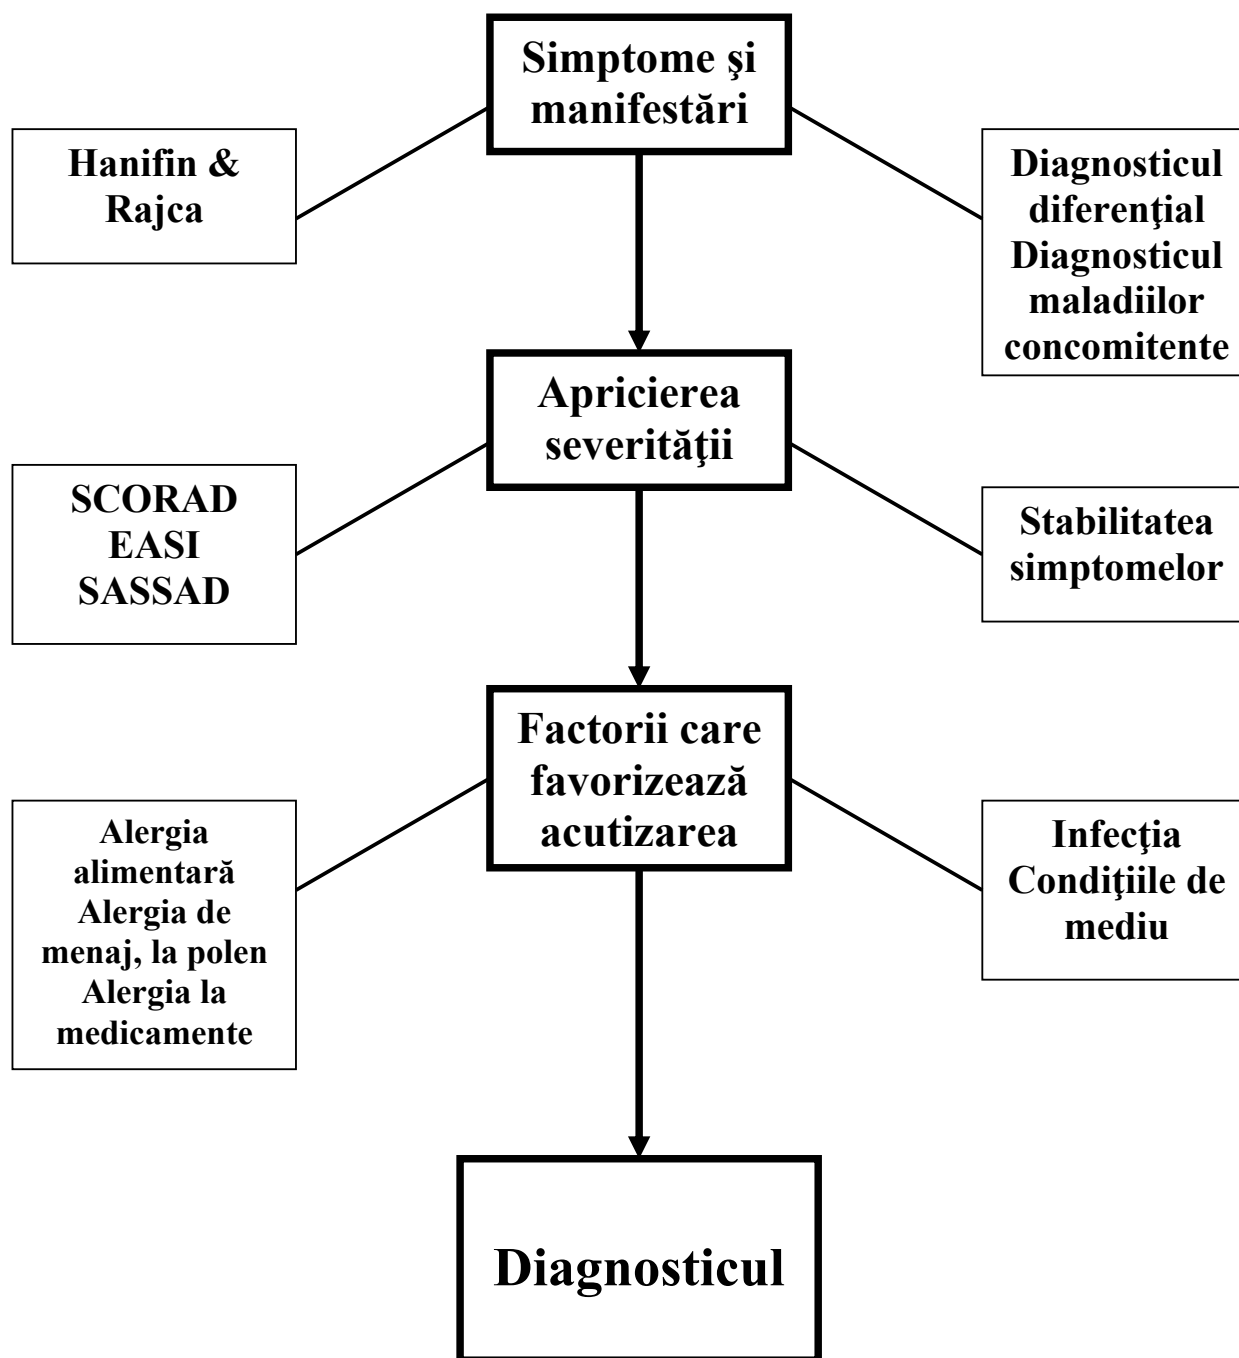 Simptome şi
manifestări
Hanifin &
Rajca
Diagnosticul
diferenţial
Diagnosticul
maladiilor
concomitente
Apricierea
severităţii
SCORAD
EASI
SASSAD
Stabilitatea
simptomelor
Factorii care
favorizează
acutizarea
Alergia
alimentară
Alergia de
menaj, la polen
Alergia la
medicamente
Infecţia
Condiţiile de
mediu
Diagnosticul